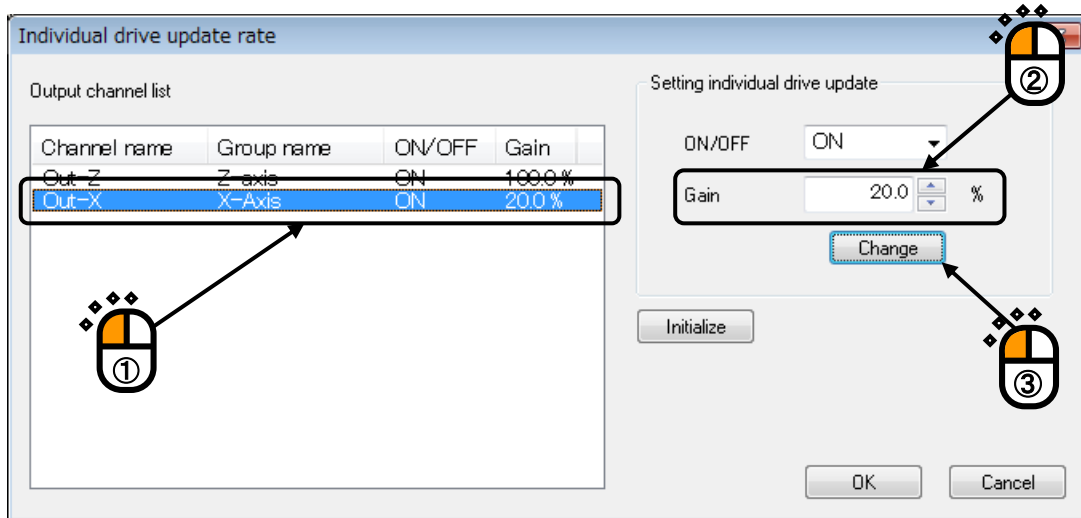 Individual drive update rate
Output channel list
Channel name Group name ON/OFF Gain
Out-Z Z-axis ON 100.0 %
Out-X X-Axis ON 20.0 %
①
Setting individual drive update
②
ON/OFF ON
Gain 20.0 %
Change
Initialize
③
OK Cancel